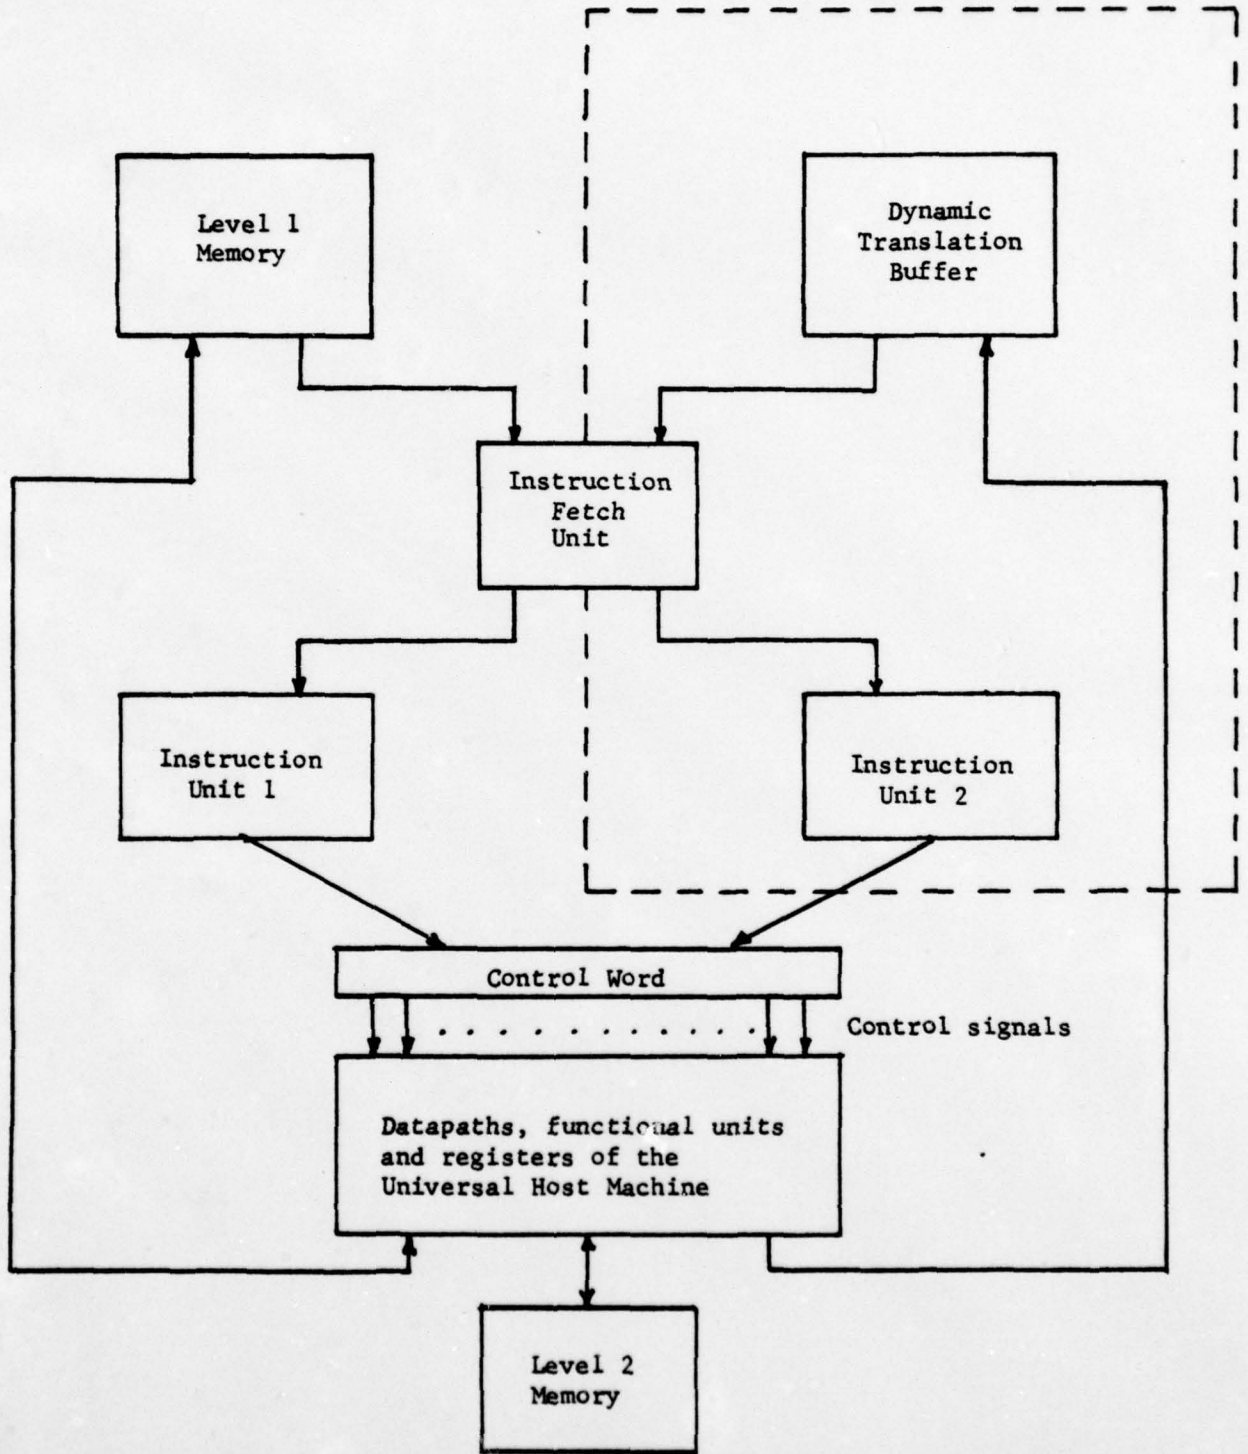 Level 1
Memory
Dynamic
Translation
Buffer
Instruction
Fetch
Unit
Instruction
Unit 1
Instruction
Unit 2
Control Word
Control signals
Datapaths, functional units
and registers of the
Universal Host Machine
Level 2
Memory